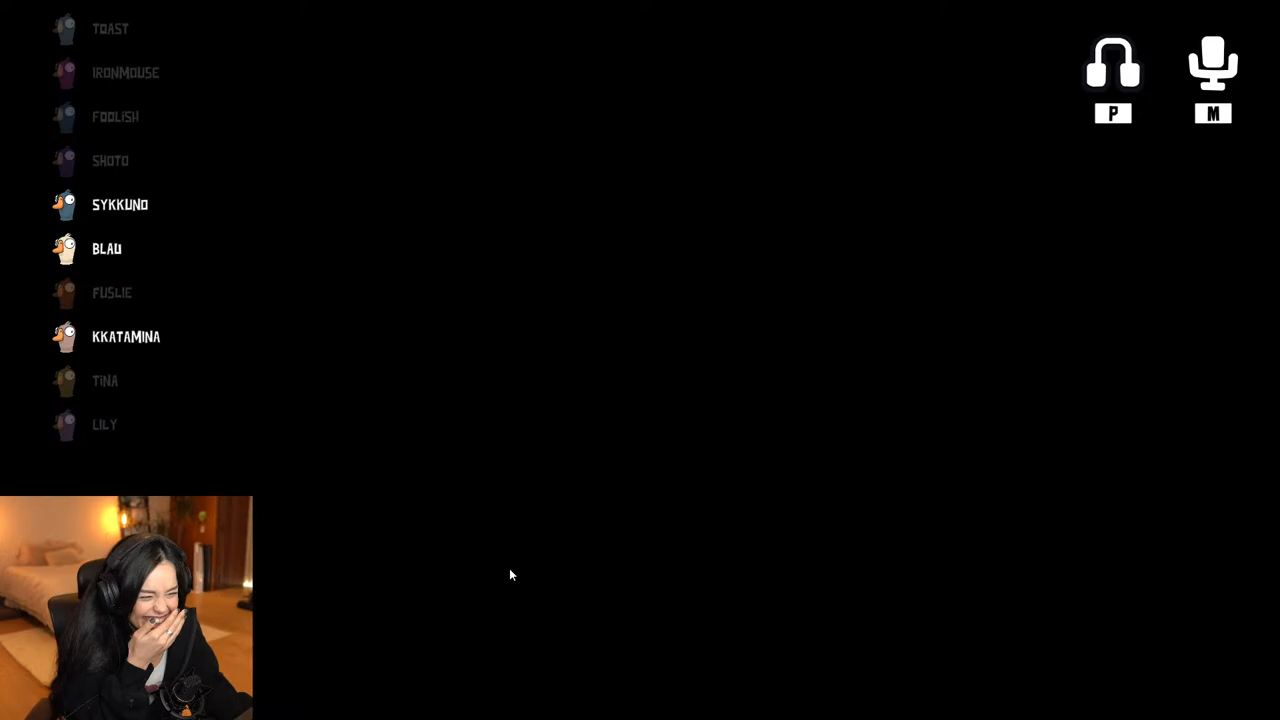 TOAST
IRONMOUSE
FOOLISH
SHOTO
SYKKUNO
BLAU
FUSLIE
KKATAMINA
TINA
LILY
P
M